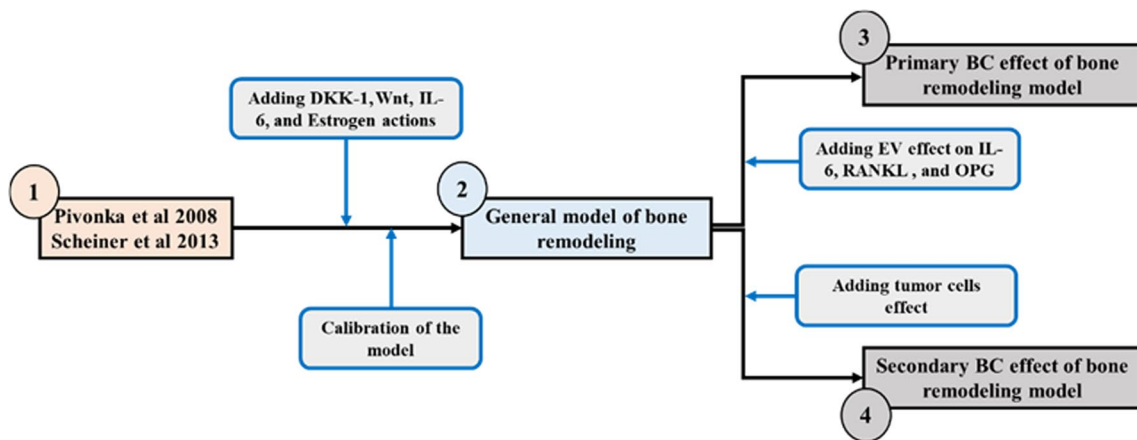 3
Primary BC effect of bone
remodeling model
Adding DKK-1, Wnt, IL-
6, and Estrogen actions
Adding EV effect on IL-
6, RANKL , and OPG
1
Pivonka et al 2008
Scheiner et al 2013
2
General model of bone
remodeling
Adding tumor cells
effect
Calibration of the
model
Secondary BC effect of bone
remodeling model
4